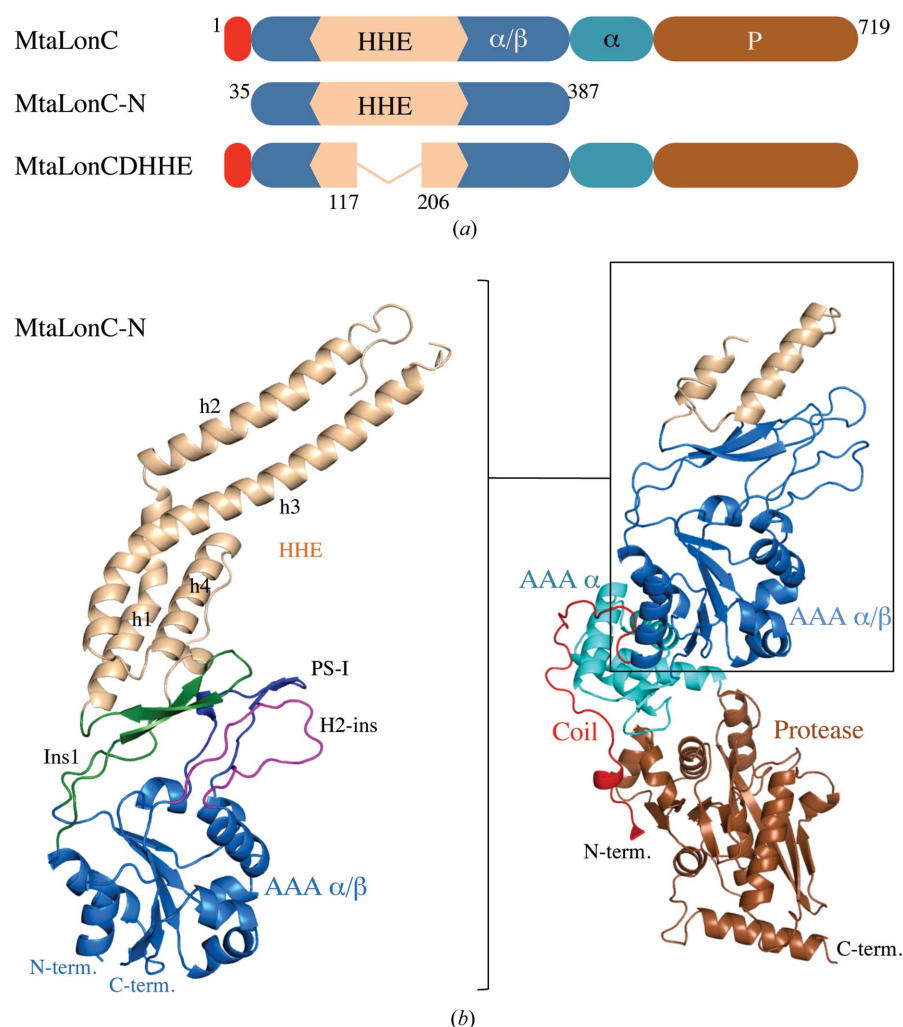 MtaLonC 1 HHE α/β α P 719
MtaLonC-N 35 HHE 387
MtaLonCDHHE
117 206
(a)
MtaLonC-N
h2
h3
HHE
h4
h1
PS-I
H2-ins
Ins1
AAA α/β
N-term.
C-term.
AAA α
AAA α/β
Coil
Protease
N-term.
C-term.
(b)